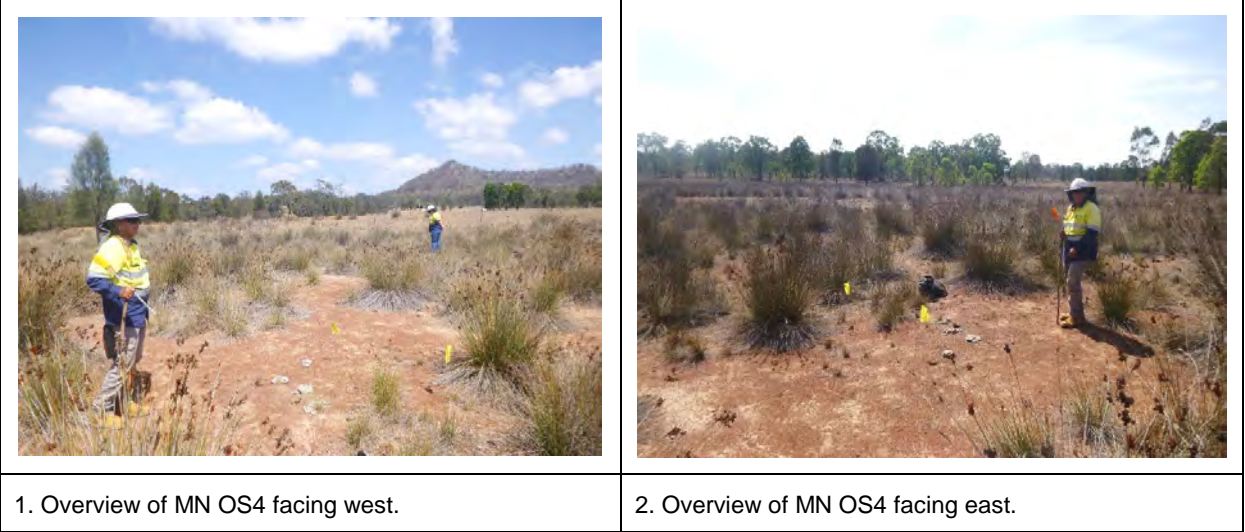 1. Overview of MN OS4 facing west.
2. Overview of MN OS4 facing east.